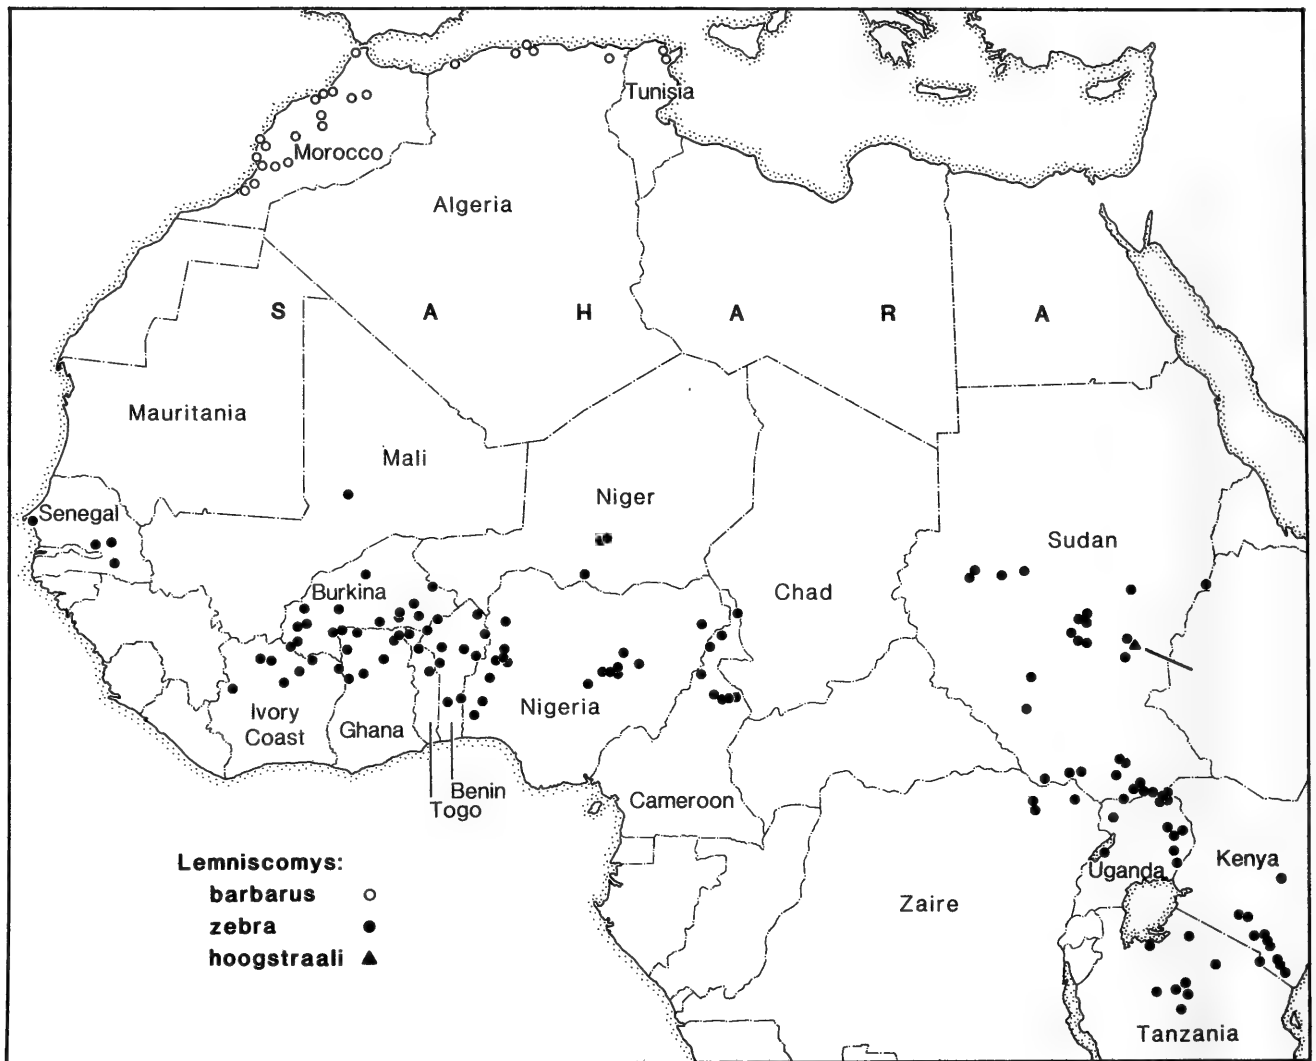 Tunisia
Morocco
Algeria
S A H A R A
Mauritania
Mali
Niger
Senegal
Sudan
Burkina
Chad
Nigeria
Ivory
Coast
Ghana
Benin
Togo
Cameroon
Lemniscomys:
barbarus
zebra
hoogstraali
Uganda
Kenya
Zaire
Tanzania